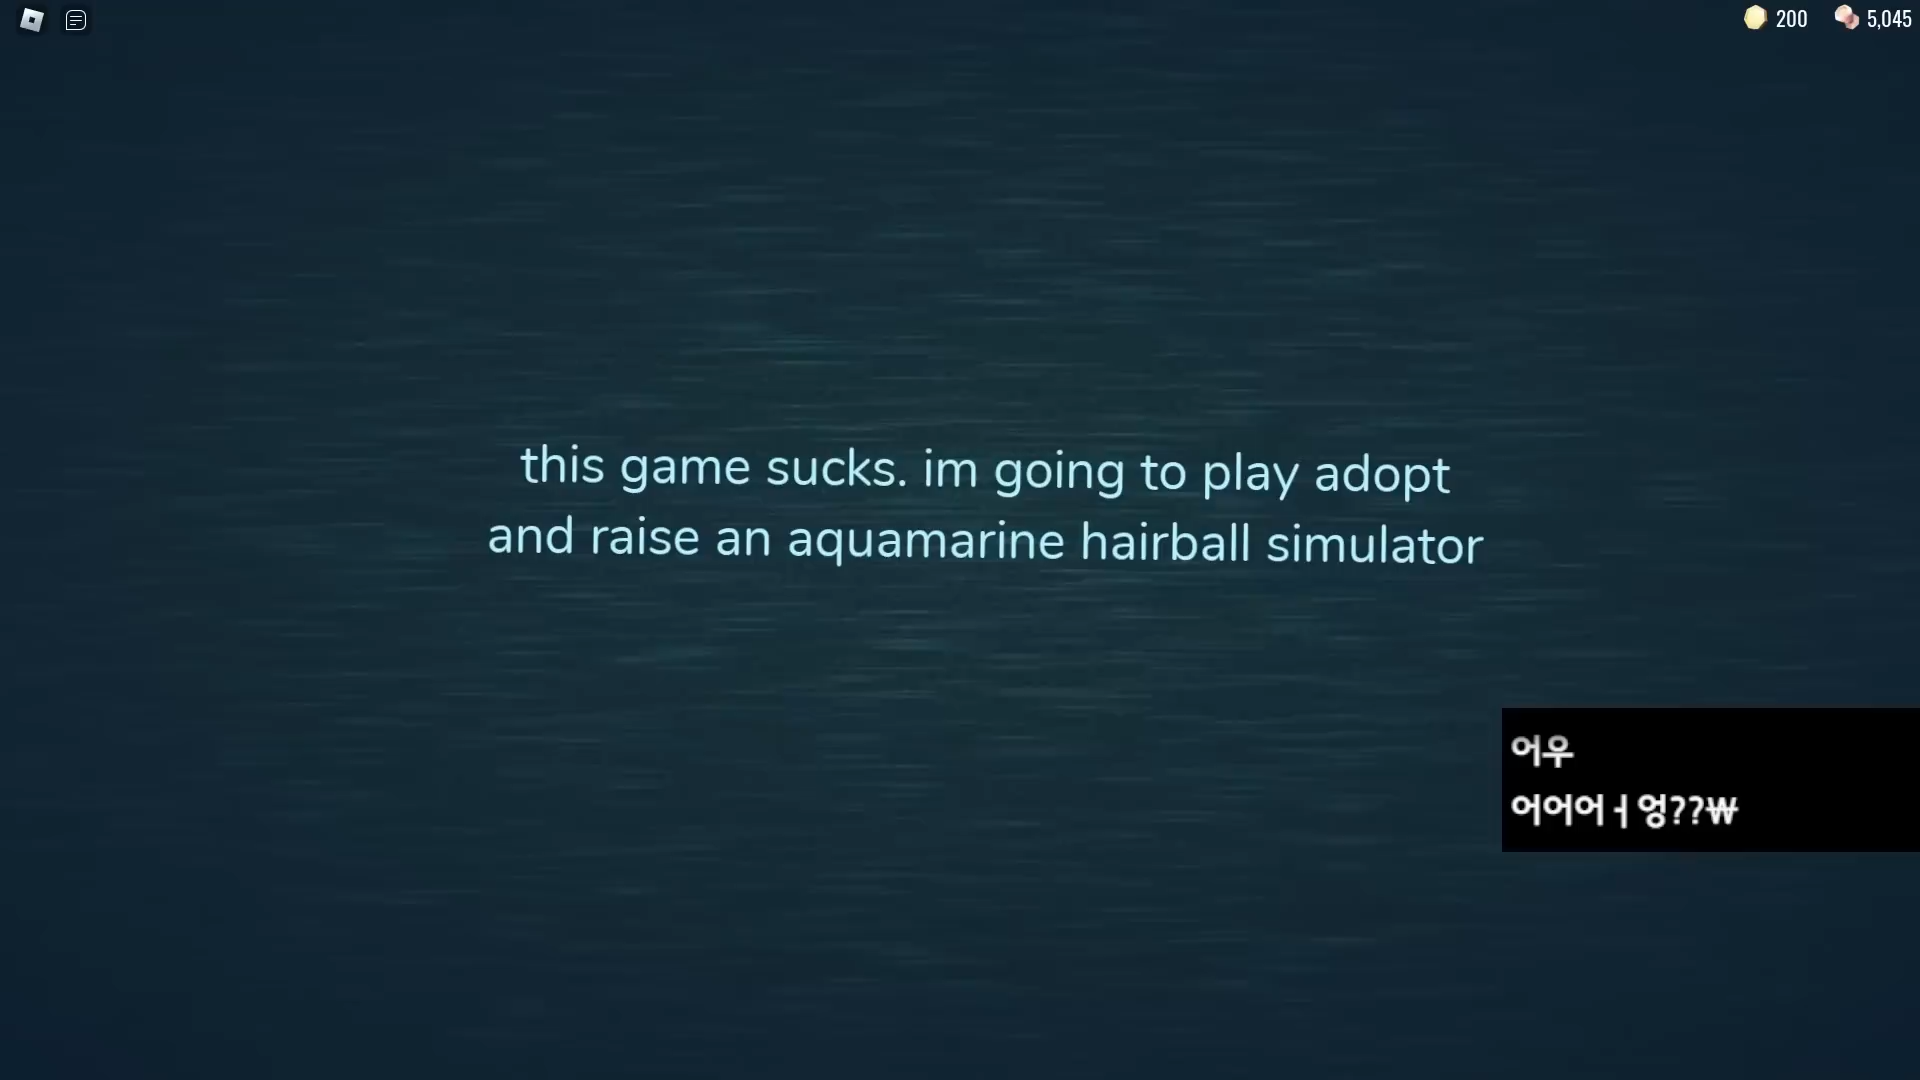 200 5,045
this game sucks. im going to play adopt
and raise an aquamarine hairball simulator
어우
어어어ㅓ엉??₩